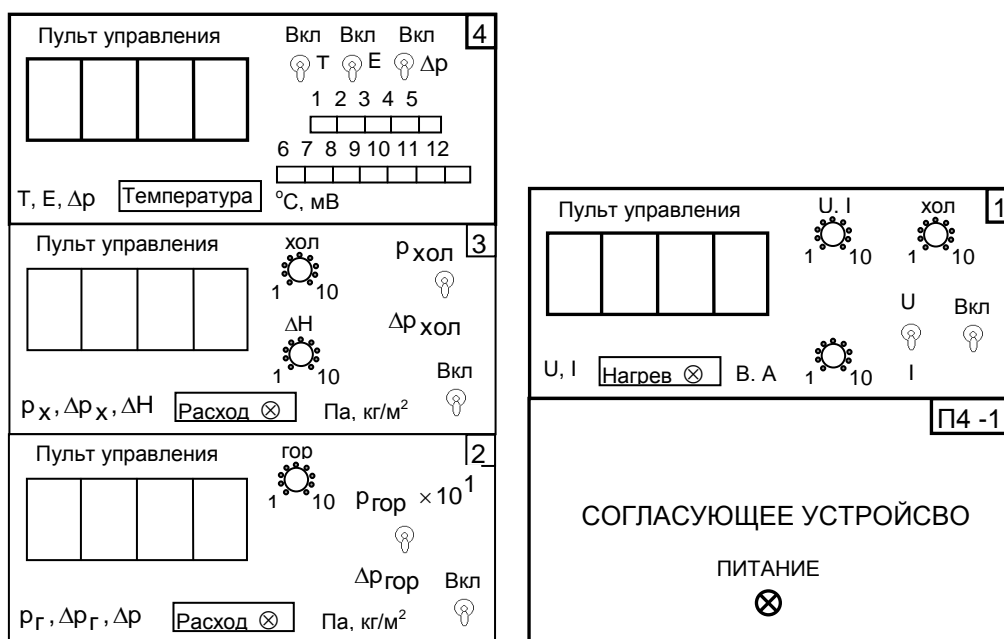 Пульт управления
Вкл Вкл Вкл
4
Т Е Δр
1 2 3 4 5
6 7 8 9 10 11 12
Т, Е, Δр Температура °С, мВ
Пульт управления
хол
р хол
3
1 10
ΔН
Δр хол
1 10
Вкл
р х , Δр х , ΔН Расход Па, кг/м²
Пульт управления
гор
2
1 10
р гор ×10¹
Δр гор Вкл
р г , Δр г , Δр Расход Па, кг/м²
Пульт управления
U. I
хол
1
1 10
1 10
U
Вкл
U, I Нагрев В. А
1 10
I
П4 -1
СОГЛАСУЮЩЕЕ УСТРОЙСВО
ПИТАНИЕ